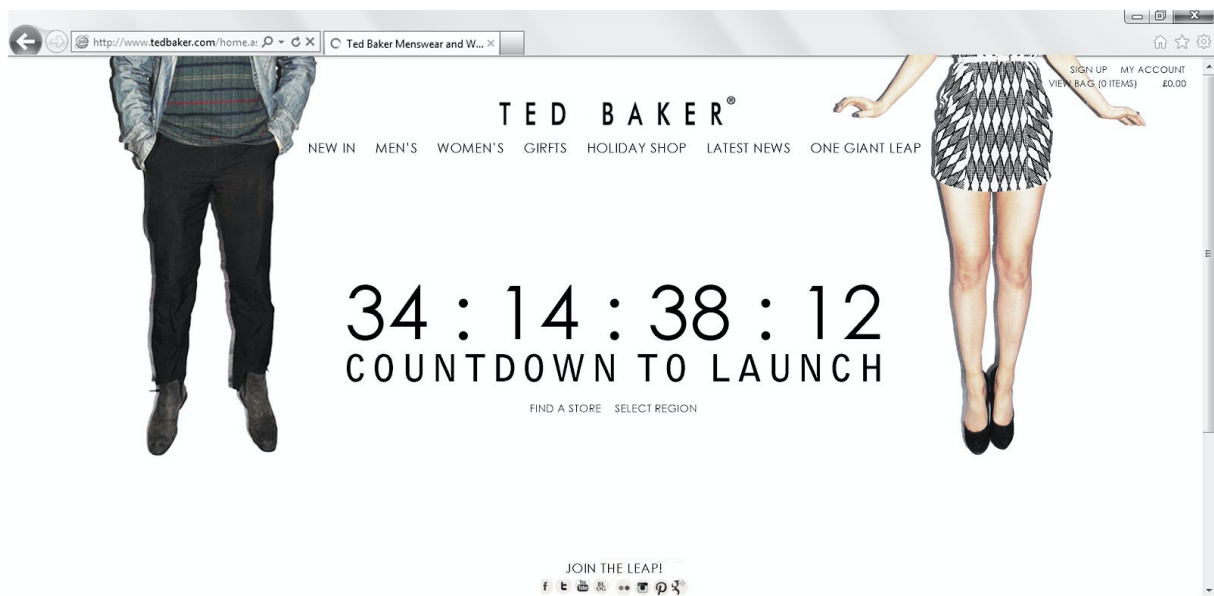 http://www.tedbaker.com/home.a
Ted Baker Menswear and W...
SIGN UP MY ACCOUNT
VIEW BAG (0 ITEMS) £0.00
TED BAKER®
NEW IN MEN'S WOMEN'S GIRFTS HOLIDAY SHOP LATEST NEWS ONE GIANT LEAP
34 : 14 : 38 : 12
COUNTDOWN TO LAUNCH
FIND A STORE SELECT REGION
JOIN THE LEAP!